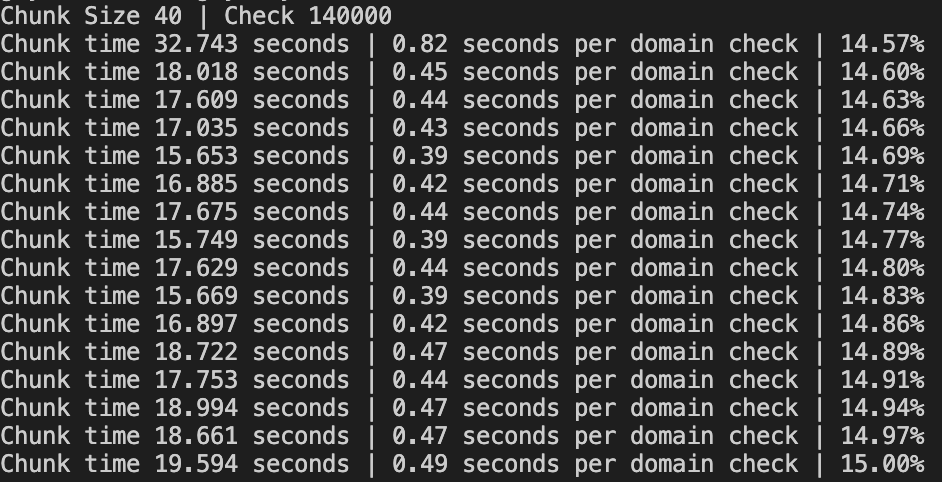 Chunk Size 40 | Check 140000
Chunk time 32.743 seconds | 0.82 seconds per domain check | 14.57%
Chunk time 18.018 seconds | 0.45 seconds per domain check | 14.60%
Chunk time 17.609 seconds | 0.44 seconds per domain check | 14.63%
Chunk time 17.035 seconds | 0.43 seconds per domain check | 14.66%
Chunk time 15.653 seconds | 0.39 seconds per domain check | 14.69%
Chunk time 16.885 seconds | 0.42 seconds per domain check | 14.71%
Chunk time 17.675 seconds | 0.44 seconds per domain check | 14.74%
Chunk time 15.749 seconds | 0.39 seconds per domain check | 14.77%
Chunk time 17.629 seconds | 0.44 seconds per domain check | 14.80%
Chunk time 15.669 seconds | 0.39 seconds per domain check | 14.83%
Chunk time 16.897 seconds | 0.42 seconds per domain check | 14.86%
Chunk time 18.722 seconds | 0.47 seconds per domain check | 14.89%
Chunk time 17.753 seconds | 0.44 seconds per domain check | 14.91%
Chunk time 18.994 seconds | 0.47 seconds per domain check | 14.94%
Chunk time 18.661 seconds | 0.47 seconds per domain check | 14.97%
Chunk time 19.594 seconds | 0.49 seconds per domain check | 15.00%